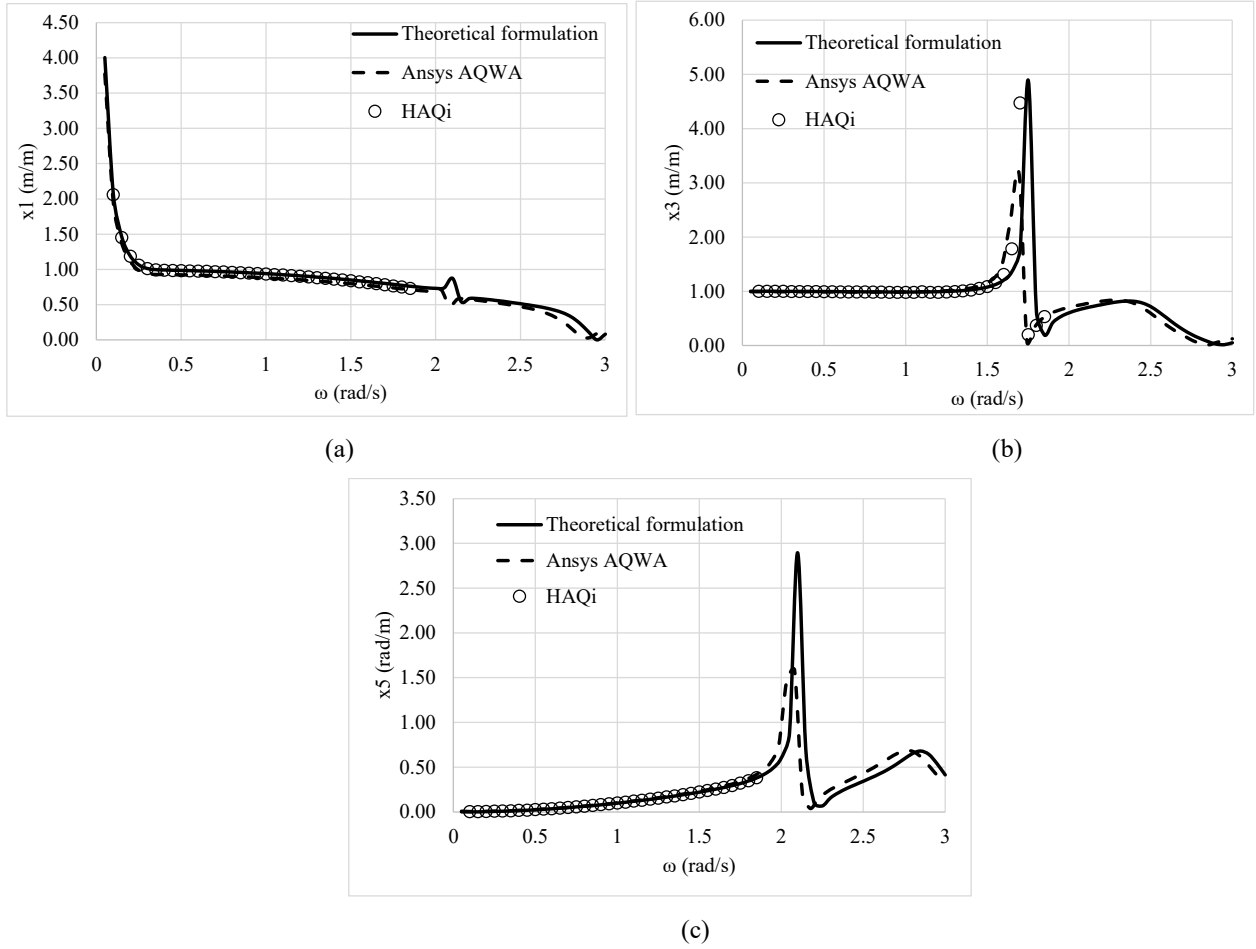 4.50
4.00
3.50
3.00
2.50
2.00
1.50
1.00
0.50
0.00
x1 (m/m)
0 0.5 1 1.5 2 2.5 3
ω (rad/s)
Theoretical formulation
Ansys AQWA
HAQi
(a)
6.00
5.00
4.00
3.00
2.00
1.00
0.00
x3 (m/m)
0 0.5 1 1.5 2 2.5 3
ω (rad/s)
Theoretical formulation
Ansys AQWA
HAQi
(b)
3.50
3.00
2.50
2.00
1.50
1.00
0.50
0.00
x5 (rad/m)
0 0.5 1 1.5 2 2.5 3
ω (rad/s)
Theoretical formulation
Ansys AQWA
HAQi
(c)